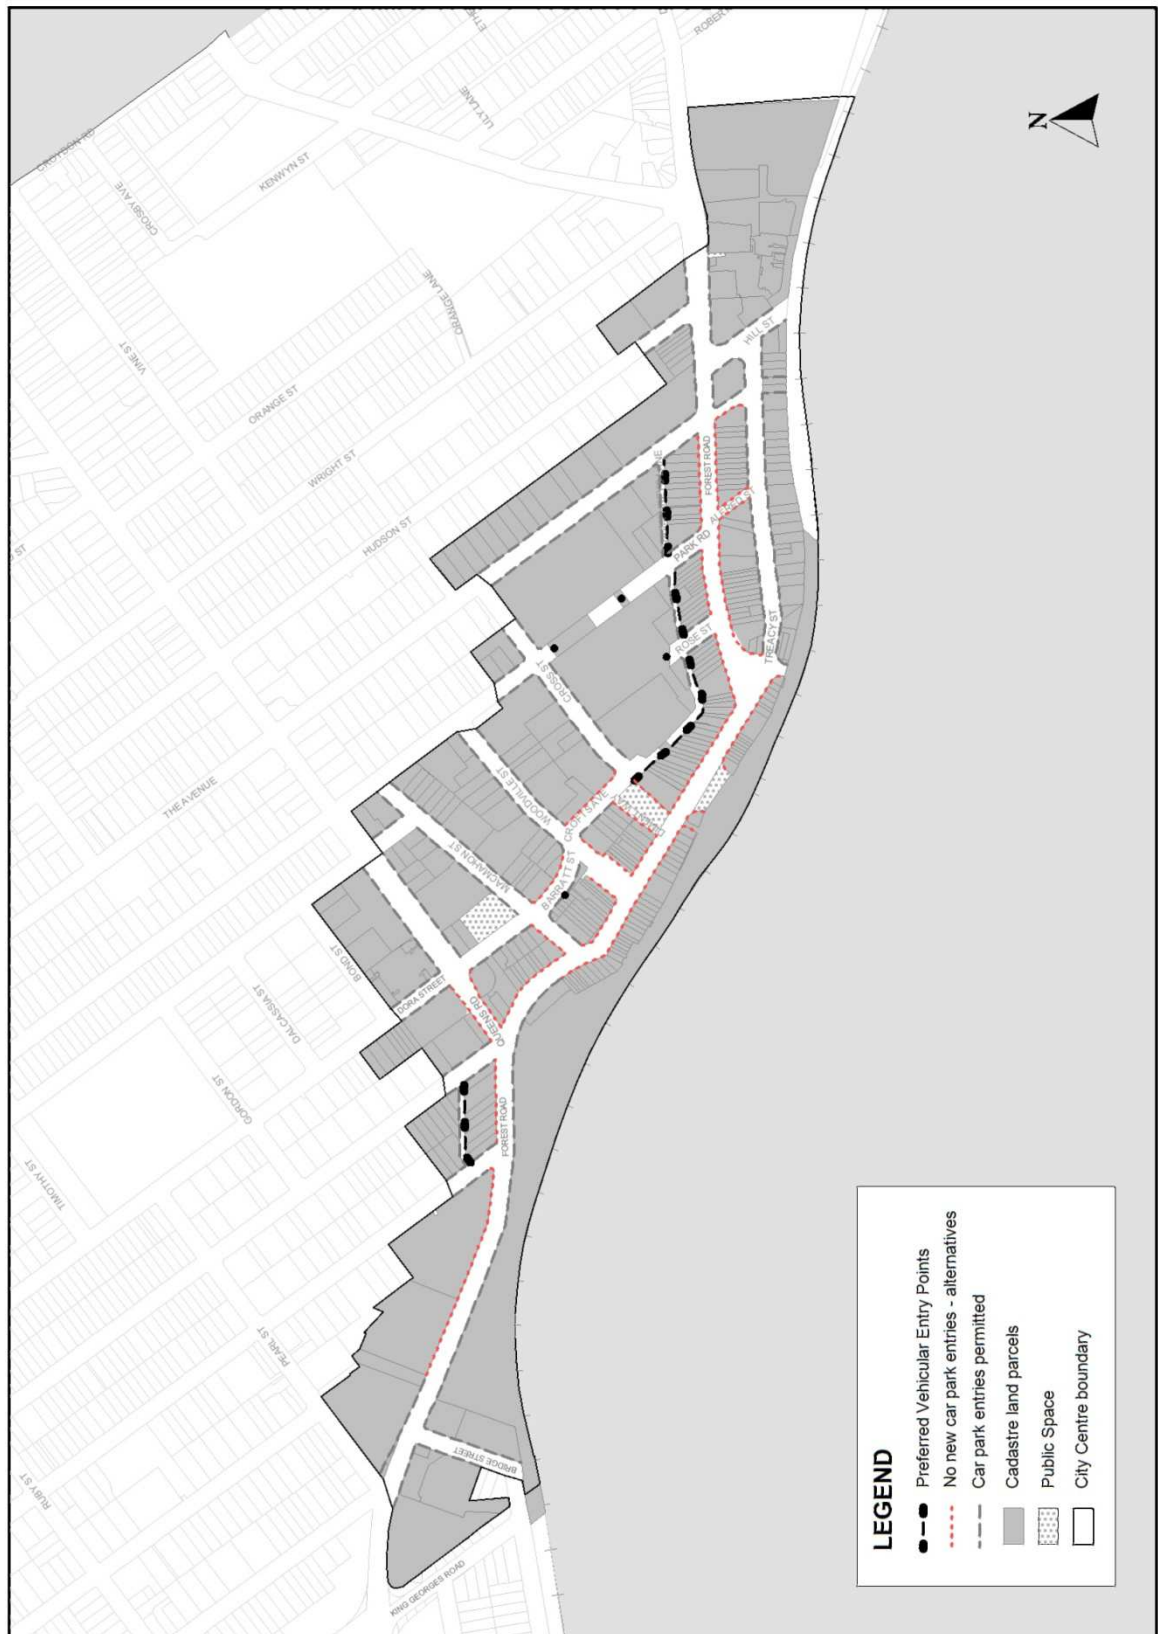 CROYDON RD
CROSBY AVE
KENWYN ST
LILY LANE
VINE ST
ORANGE LANE
ORANGE ST
WRIGHT ST
HUDSON ST
THE AVENUE
BOND ST
DALCASSIA ST
GORDON ST
TIMOTHY ST
PEARL ST
RUBY ST
KING GEORGES ROAD
BRIDGE STREET
FOREST ROAD
QUEENS RD
DORA STREET
MACMAHON ST
BARRATT ST
WOODVILLE ST
CROFTS AVE
CROSS ST
ROSE ST
PARK RD
ALFRED ST
FOREST ROAD
TREACY ST
HILL ST
N
LEGEND
Preferred Vehicular Entry Points
No new car park entries - alternatives
Car park entries permitted
Cadastre land parcels
Public Space
City Centre boundary